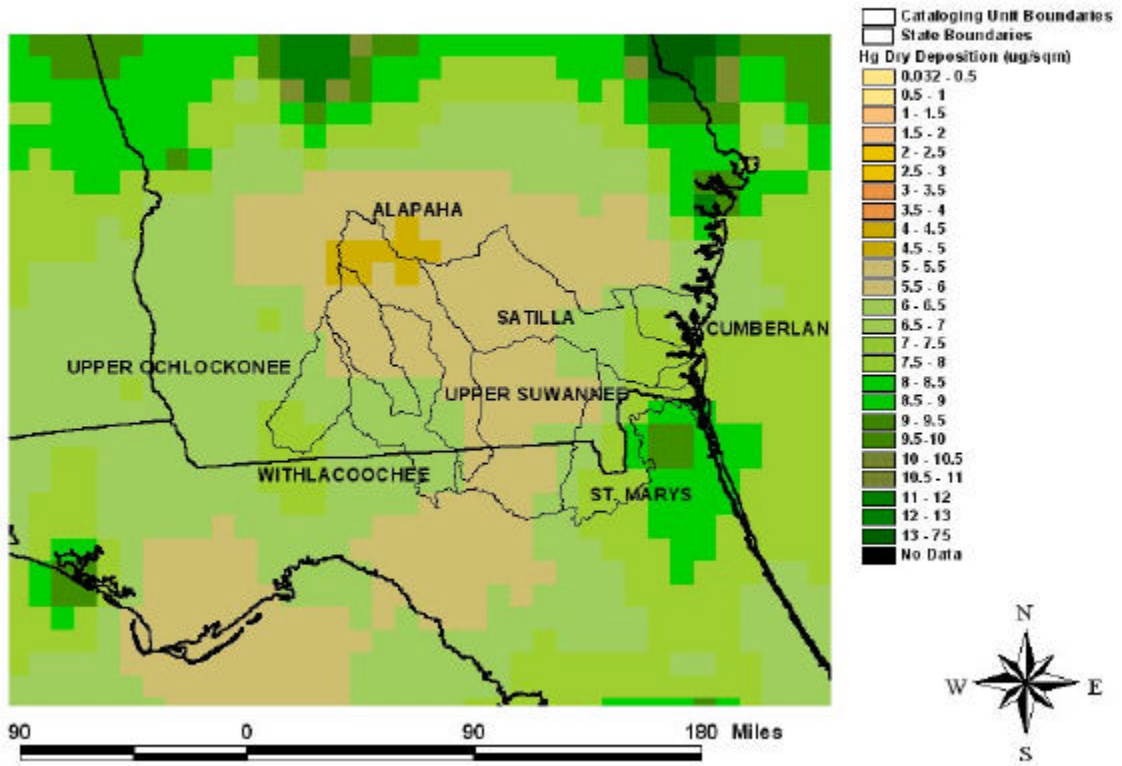 Cataloging Unit Boundaries
State Boundaries
Hg Dry Deposition (ug/sqm)
0.032 - 0.5
0.5 - 1
1 - 1.5
1.5 - 2
2 - 2.5
2.5 - 3
3 - 3.5
3.5 - 4
4 - 4.5
4.5 - 5
5 - 5.5
5.5 - 6
6 - 6.5
6.5 - 7
7 - 7.5
7.5 - 8
8 - 8.5
8.5 - 9
9 - 9.5
9.5-10
10 - 10.5
10.5 - 11
11 - 12
12 - 13
13 - 75
No Data
ALAPAHA
SATILLA
CUMBERLAN
UPPER OCHLOCKONEE
UPPER SUWANNEE
WITHLACOOCHEE
ST. MARYS
N
W E
S
90 0 90 180 Miles